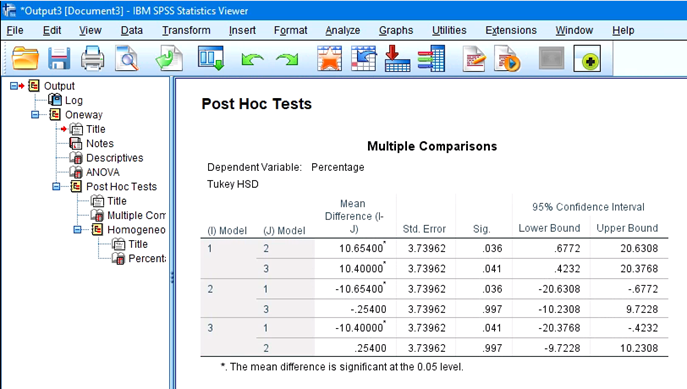 *Output3 [Document3] - IBM SPSS Statistics Viewer
File Edit View Data Transform Insert Format Analyze Graphs Utilities Extensions Window Help
Output
Log
Oneway
Title
Notes
Descriptives
ANOVA
Post Hoc Tests
Title
Multiple Com
Homogeneo
Title
Percenta
Post Hoc Tests
Multiple Comparisons
Dependent Variable: Percentage
Tukey HSD
(I) Model (J) Model Mean Difference (I-J) Std. Error Sig. 95% Confidence Interval Lower Bound Upper Bound
1 2 10.65400* 3.73962 .036 .6772 20.6308
3 10.40000* 3.73962 .041 .4232 20.3768
2 1 -10.65400* 3.73962 .036 -20.6308 -.6772
3 -.25400 3.73962 .997 -10.2308 9.7228
3 1 -10.40000* 3.73962 .041 -20.3768 -.4232
2 .25400 3.73962 .997 -9.7228 10.2308
*. The mean difference is significant at the 0.05 level.